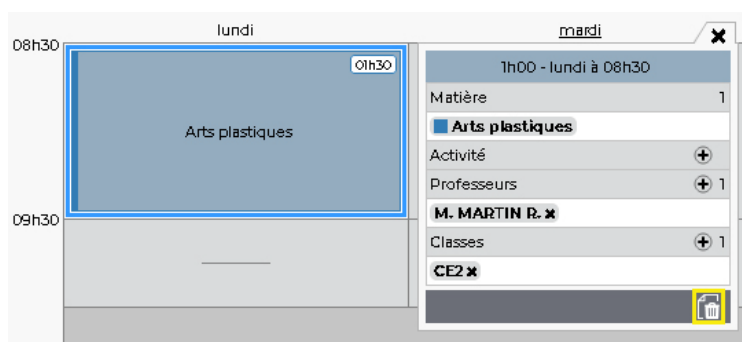 lundi
mardi
08h30
01h30
Arts plastiques
09h30
1h00 - lundi à 08h30
Matière 1
Arts plastiques
Activité
Professeurs 1
M. MARTIN R.
Classes 1
CE2